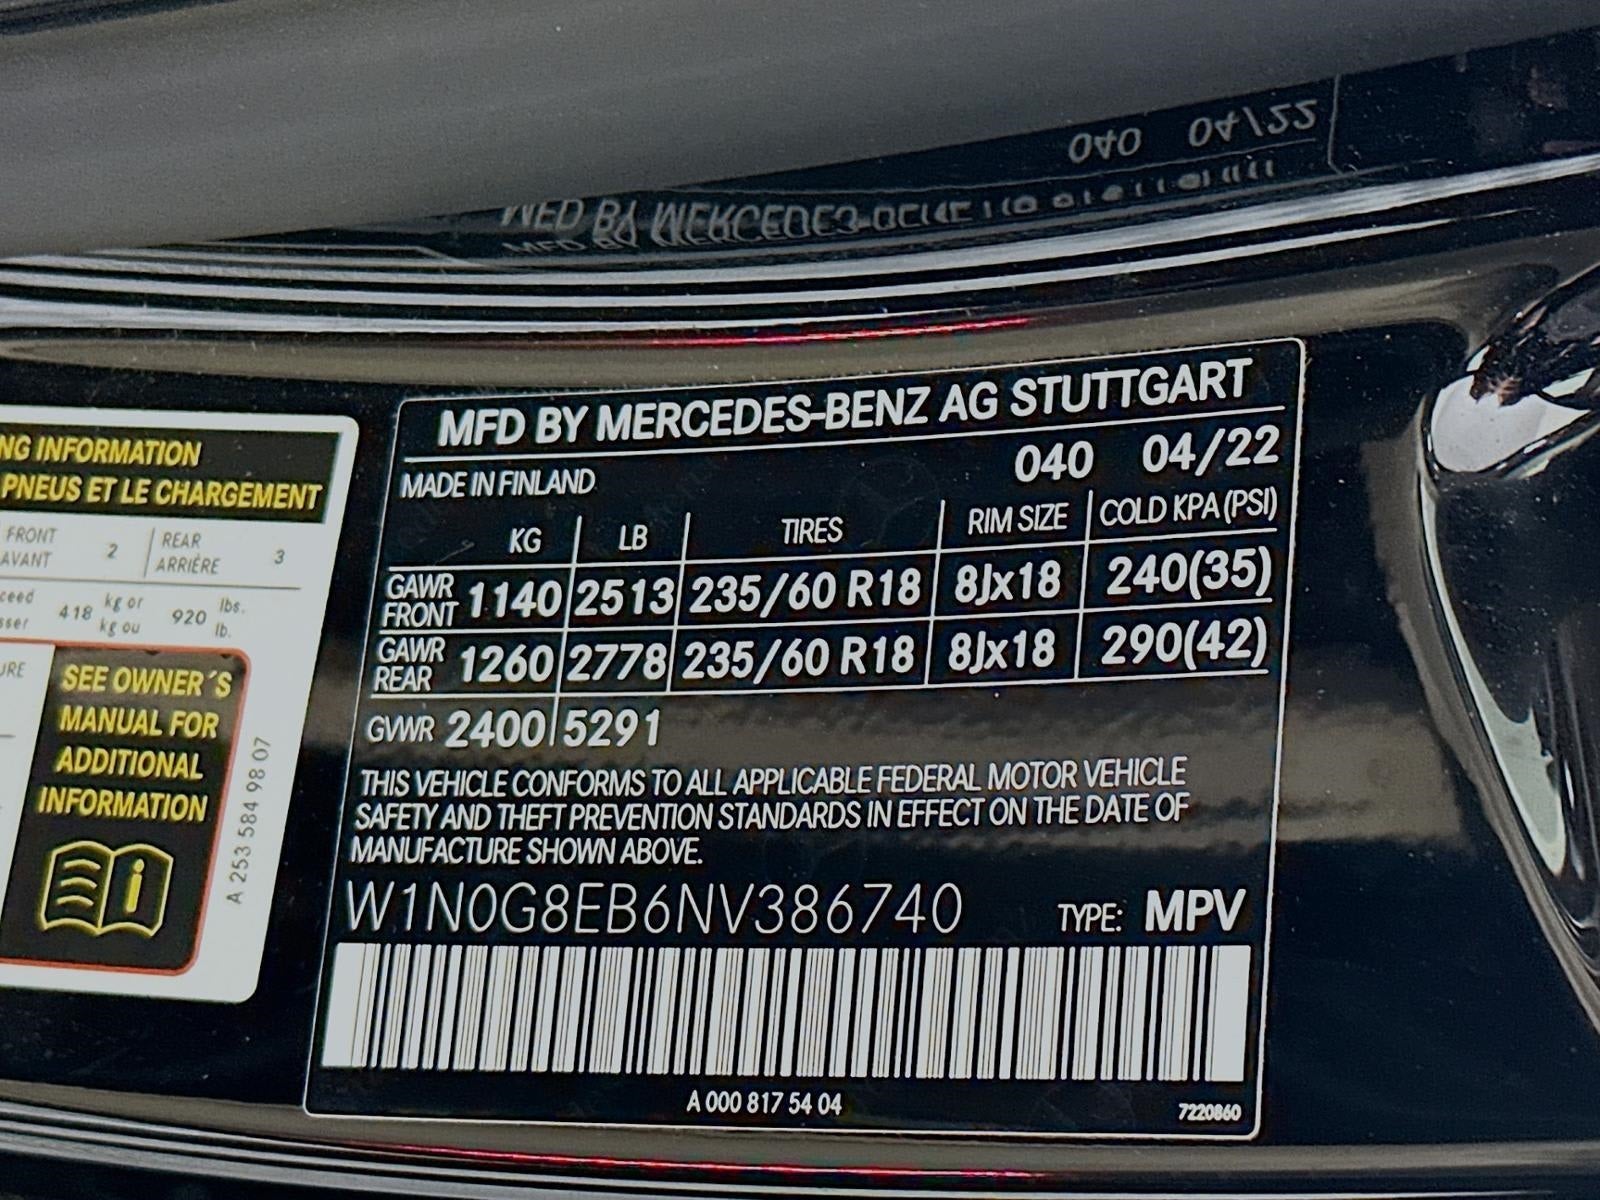 MFD BY MERCEDES-BENZ AG STUTTGART
MADE IN FINLAND 040 04/22
KG LB TIRES RIM SIZE COLD KPA (PSI)
GAWR FRONT 1140 2513 235/60 R18 8Jx18 240(35)
GAWR REAR 1260 2778 235/60 R18 8Jx18 290(42)
GVWR 2400 5291
THIS VEHICLE CONFORMS TO ALL APPLICABLE FEDERAL MOTOR VEHICLE
SAFETY AND THEFT PREVENTION STANDARDS IN EFFECT ON THE DATE OF
MANUFACTURE SHOWN ABOVE.
W1N0G8EB6NV386740 TYPE: MPV
A 000 817 54 04 7220860
NG INFORMATION
PNEUS ET LE CHARGEMENT
FRONT AVANT 2 REAR ARRIÈRE 3
418 kg or kg ou 920 lbs. lb.
SEE OWNER´S
MANUAL FOR
ADDITIONAL
INFORMATION
A 253 584 98 07
040 04/22
MFD BY MERCEDES-BENZ